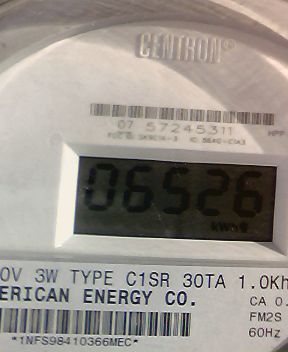 CENTRON®
07 57245311
HPP
06526
kWh
0V 3W TYPE C1SR 30TA 1.0Kh
ERICAN ENERGY CO.
CA 0.
FM2S
60Hz
*1NFS98410366MEC*